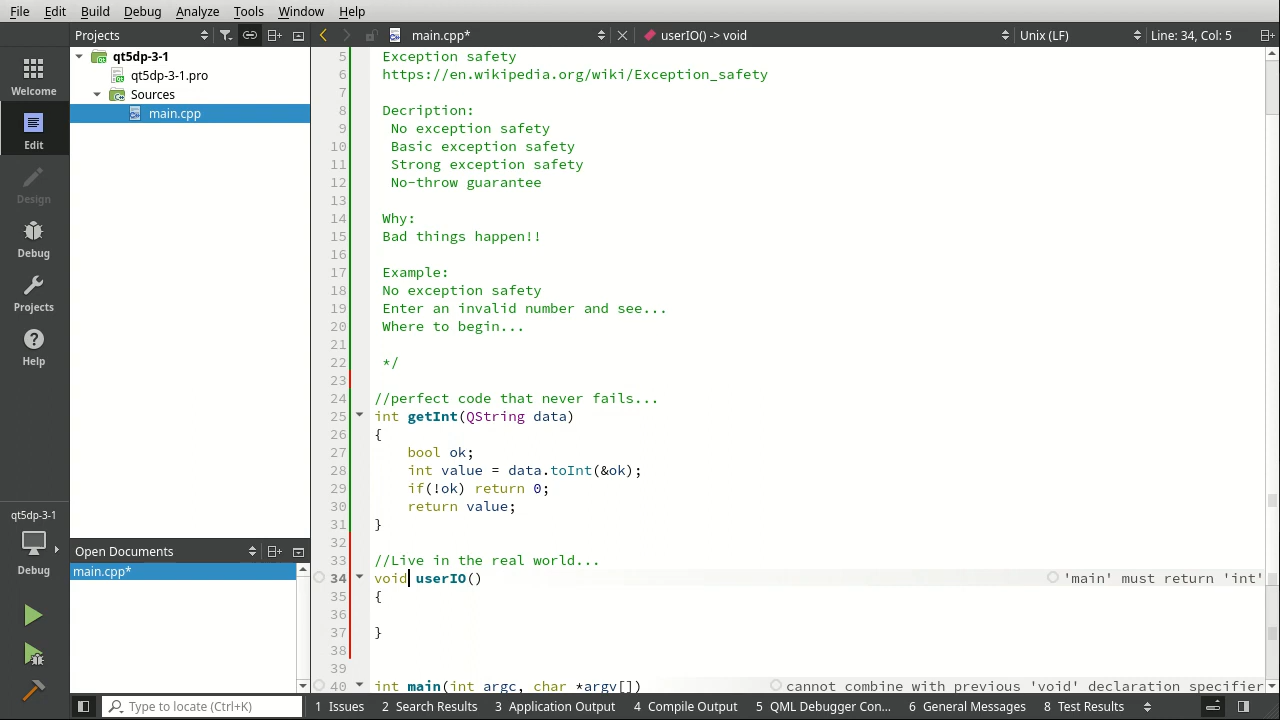 File Edit Build Debug Analyze Tools Window Help
Projects main.cpp* userIO() -> void Unix (LF) Line: 34, Col: 5
Welcome
Edit
Design
Debug
Projects
Help
qt5dp-3-1
Debug
qt5dp-3-1
qt5dp-3-1.pro
Sources
main.cpp
Open Documents
main.cpp*
5 Exception safety
6 https://en.wikipedia.org/wiki/Exception_safety
7
8 Decription:
9 No exception safety
10 Basic exception safety
11 Strong exception safety
12 No-throw guarantee
13
14 Why:
15 Bad things happen!!
16
17 Example:
18 No exception safety
19 Enter an invalid number and see...
20 Where to begin...
21
22 */
23
24 //perfect code that never fails...
25 int getInt(QString data)
26 {
27 bool ok;
28 int value = data.toInt(&ok);
29 if(!ok) return 0;
30 return value;
31 }
32
33 //Live in the real world...
34 void userIO() 'main' must return 'int'
35 {
36
37 }
38
39
40 int main(int argc, char *argv[]) cannot combine with previous 'void' declaration specifier
Type to locate (Ctrl+K) 1 Issues 2 Search Results 3 Application Output 4 Compile Output 5 QML Debugger Con... 6 General Messages 8 Test Results